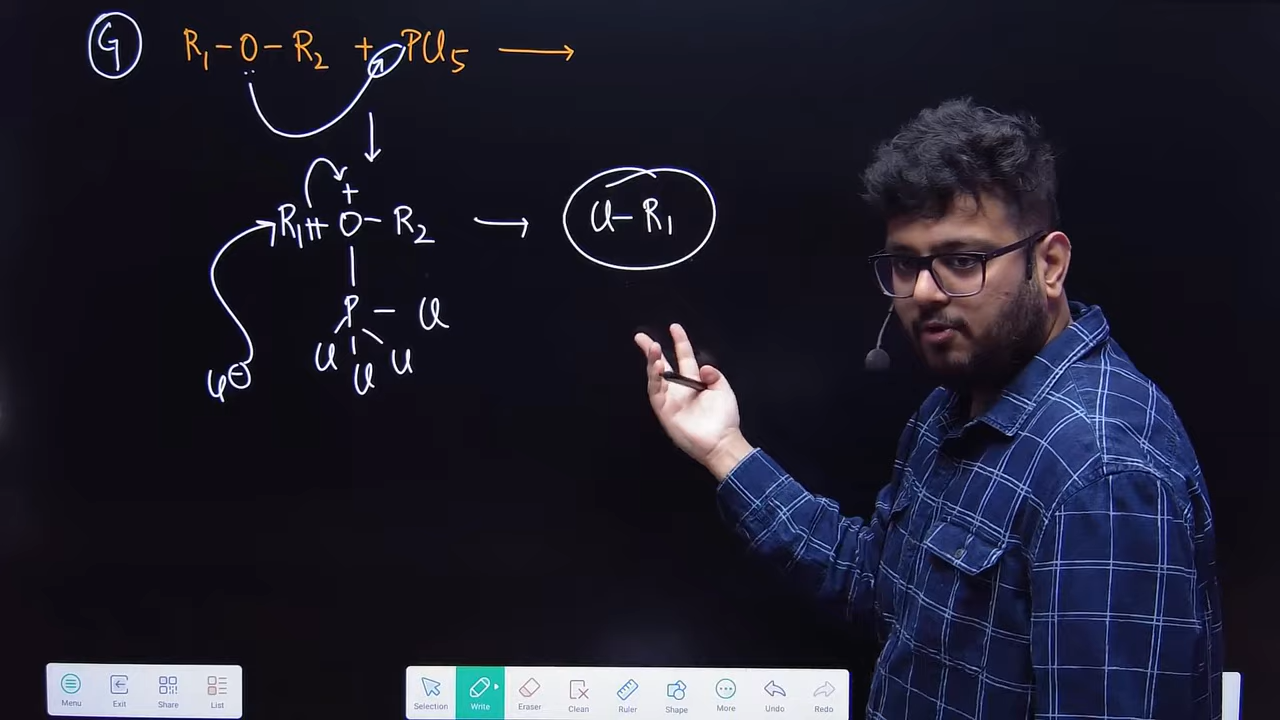 G R₁–O–R₂ + PCl₅ ⟶
R₁–O⁺–R₂ ⟶ Cl–R₁
P – Cl
Cl Cl Cl
Cl⊖
Menu Exit Share List Selection Write Eraser Clean Ruler Shape More Undo Redo